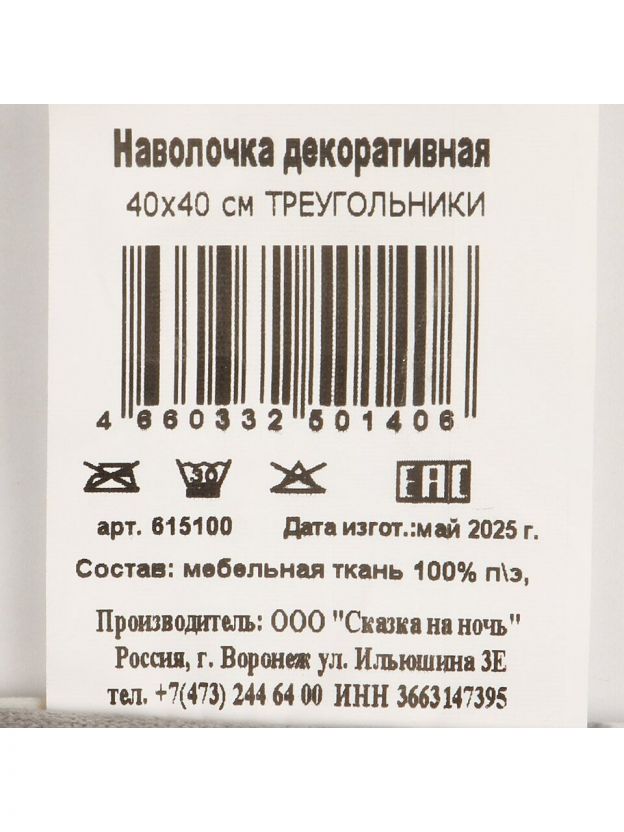 Наволочка декоративная
40х40 см ТРЕУГОЛЬНИКИ
4 660332 501406
30 EAC
арт. 615100 Дата изгот.:май 2025 г.
Состав: мебельная ткань 100% п\э,
Производитель: ООО "Сказка на ночь"
Россия, г. Воронеж ул. Ильюшина 3Е
тел. +7(473) 244 64 00 ИНН 3663147395